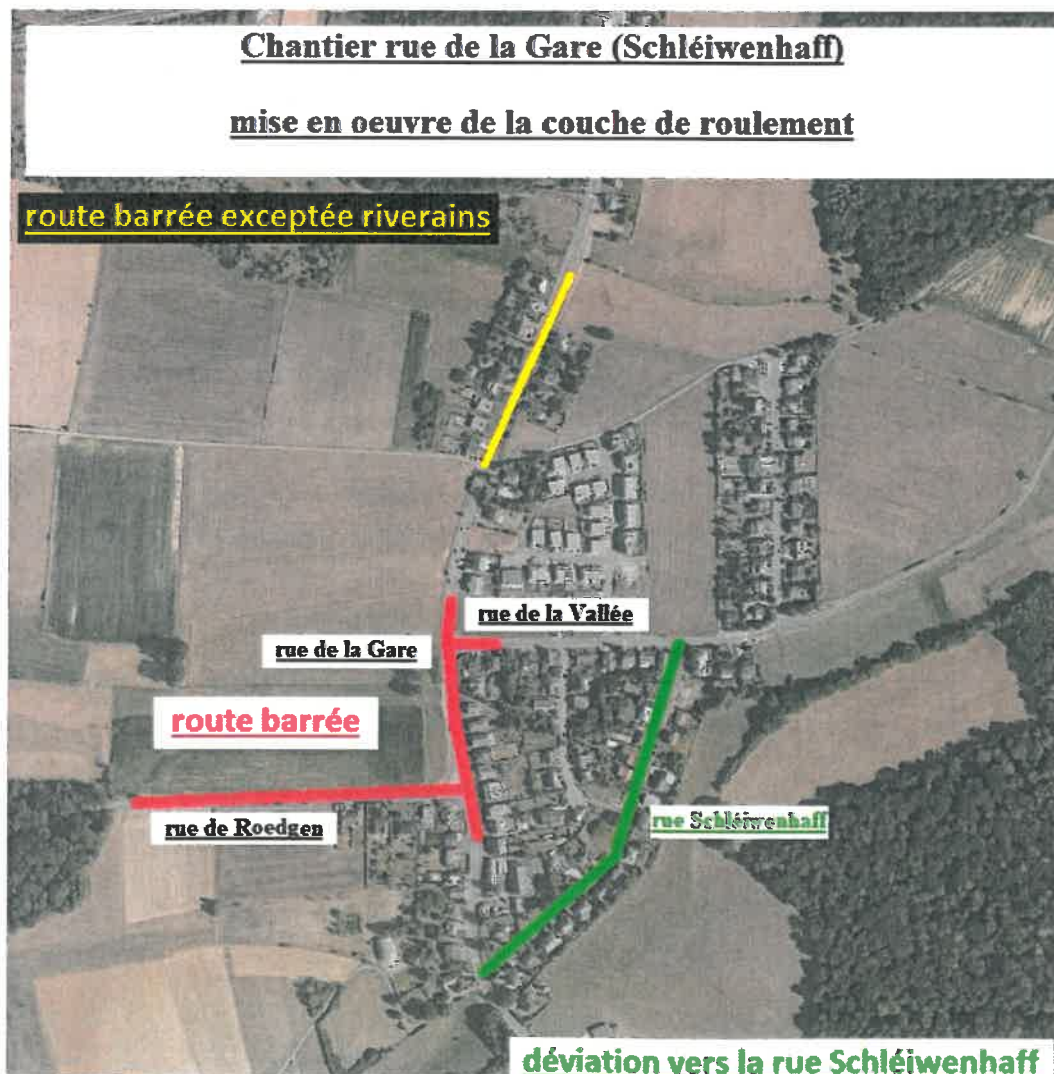 Chantier rue de la Gare (Schléiwenhaff)
mise en oeuvre de la couche de roulement
route barrée exceptée riverains
rue de la Vallée
rue de la Gare
route barrée
rue de Roedgen
rue Schléiwenhaff
déviation vers la rue Schléiwenhaff